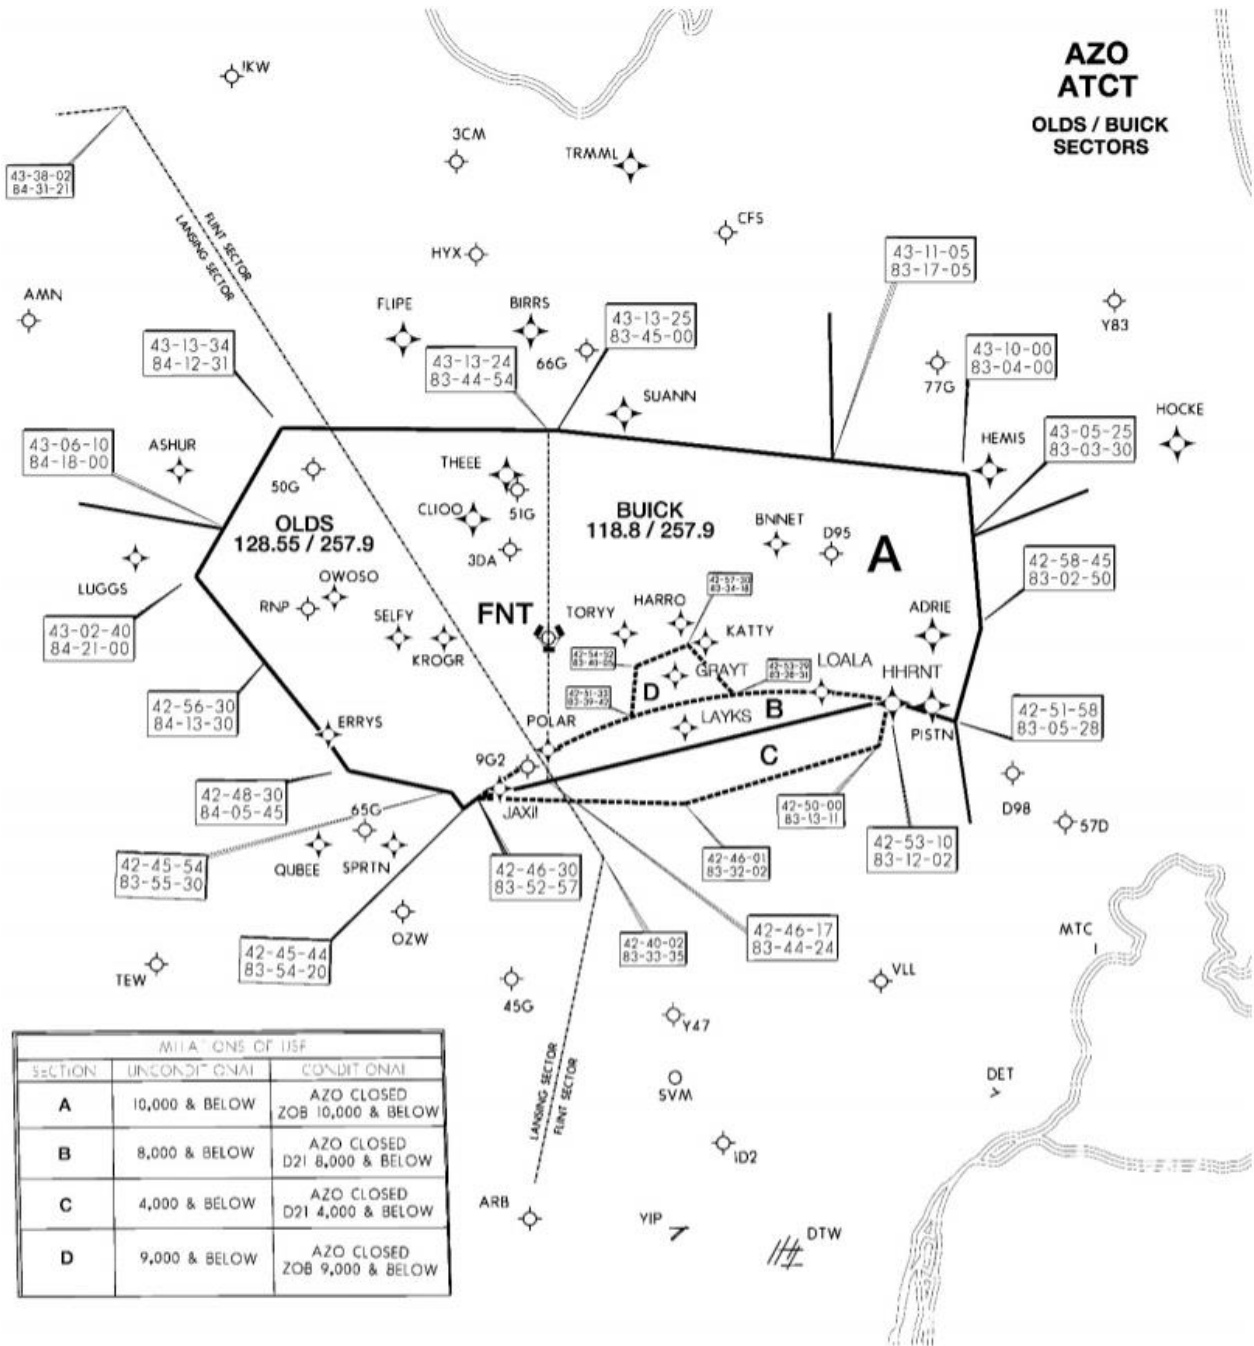 AZO
ATCT
OLDS / BUICK
SECTORS
IKW
3CM
TRMML
43-38-02
84-31-21
FLINT SECTOR
LANSING SECTOR
CFS
HYX
43-11-05
83-17-05
AMN
FLIPE
BIRRS
Y83
43-13-34
84-12-31
43-13-24
83-44-54
66G
43-13-25
83-45-00
43-10-00
83-04-00
77G
SUANN
HOCKE
43-06-10
84-18-00
ASHUR
THEEE
HEMIS
43-05-25
83-03-30
50G
51G
OLDS
128.55 / 257.9
CLIOO
BUICK
118.8 / 257.9
BNNET
D95
A
3DA
LUGGS
OWOSO
42-58-45
83-02-50
RNP
SELFY
KROGR
FNT
TORYY
HARRO
KATTY
ADRIE
43-02-40
84-21-00
GRAYT
LOALA
HHRNT
D
42-56-30
84-13-30
ERRYS
POLAR
LAYKS
B
PISTN
42-51-58
83-05-28
9G2
C
42-48-30
84-05-45
65G
JAXII
42-50-00
83-13-11
D98
57D
QUBEE
SPRTN
42-45-54
83-55-30
42-46-30
83-52-57
42-46-01
83-32-02
42-53-10
83-12-02
OZW
42-45-44
83-54-20
42-40-02
83-33-35
42-46-17
83-44-24
MTC
TEW
45G
VLL
Y47
SVM
DET
LANSING SECTOR
FLINT SECTOR
1D2
ARB
YIP
DTW
OF USE
SECTION UNCONDITIONAL CONDITIONAL
A 10,000 & BELOW AZO CLOSED
ZOB 10,000 & BELOW
B 8,000 & BELOW AZO CLOSED
D21 8,000 & BELOW
C 4,000 & BELOW AZO CLOSED
D21 4,000 & BELOW
D 9,000 & BELOW AZO CLOSED
ZOB 9,000 & BELOW